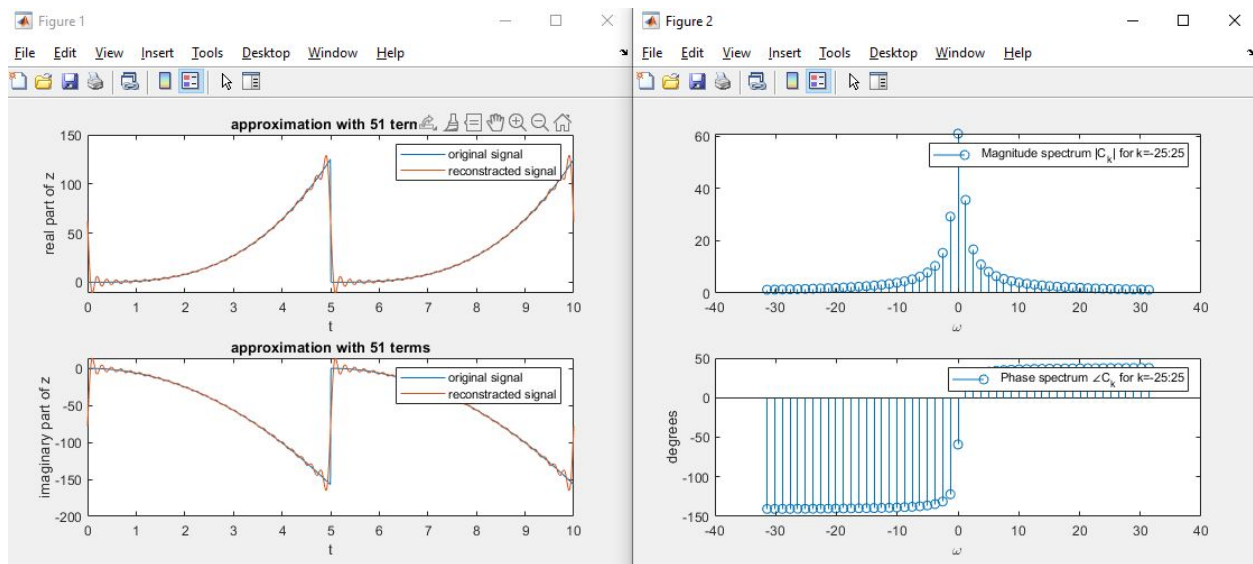 Figure 1
File Edit View Insert Tools Desktop Window Help
approximation with 51 tern
150
100
50
0
real part of z
original signal
reconstracted signal
0 1 2 3 4 5 6 7 8 9 10
t
approximation with 51 terms
0
-50
-100
-150
-200
imaginary part of z
original signal
reconstracted signal
0 1 2 3 4 5 6 7 8 9 10
t
Figure 2
File Edit View Insert Tools Desktop Window Help
60
40
20
0
Magnitude spectrum |C_k| for k=-25:25
-40 -30 -20 -10 0 10 20 30 40
ω
50
0
-50
-100
-150
degrees
Phase spectrum ∠C_k for k=-25:25
-40 -30 -20 -10 0 10 20 30 40
ω